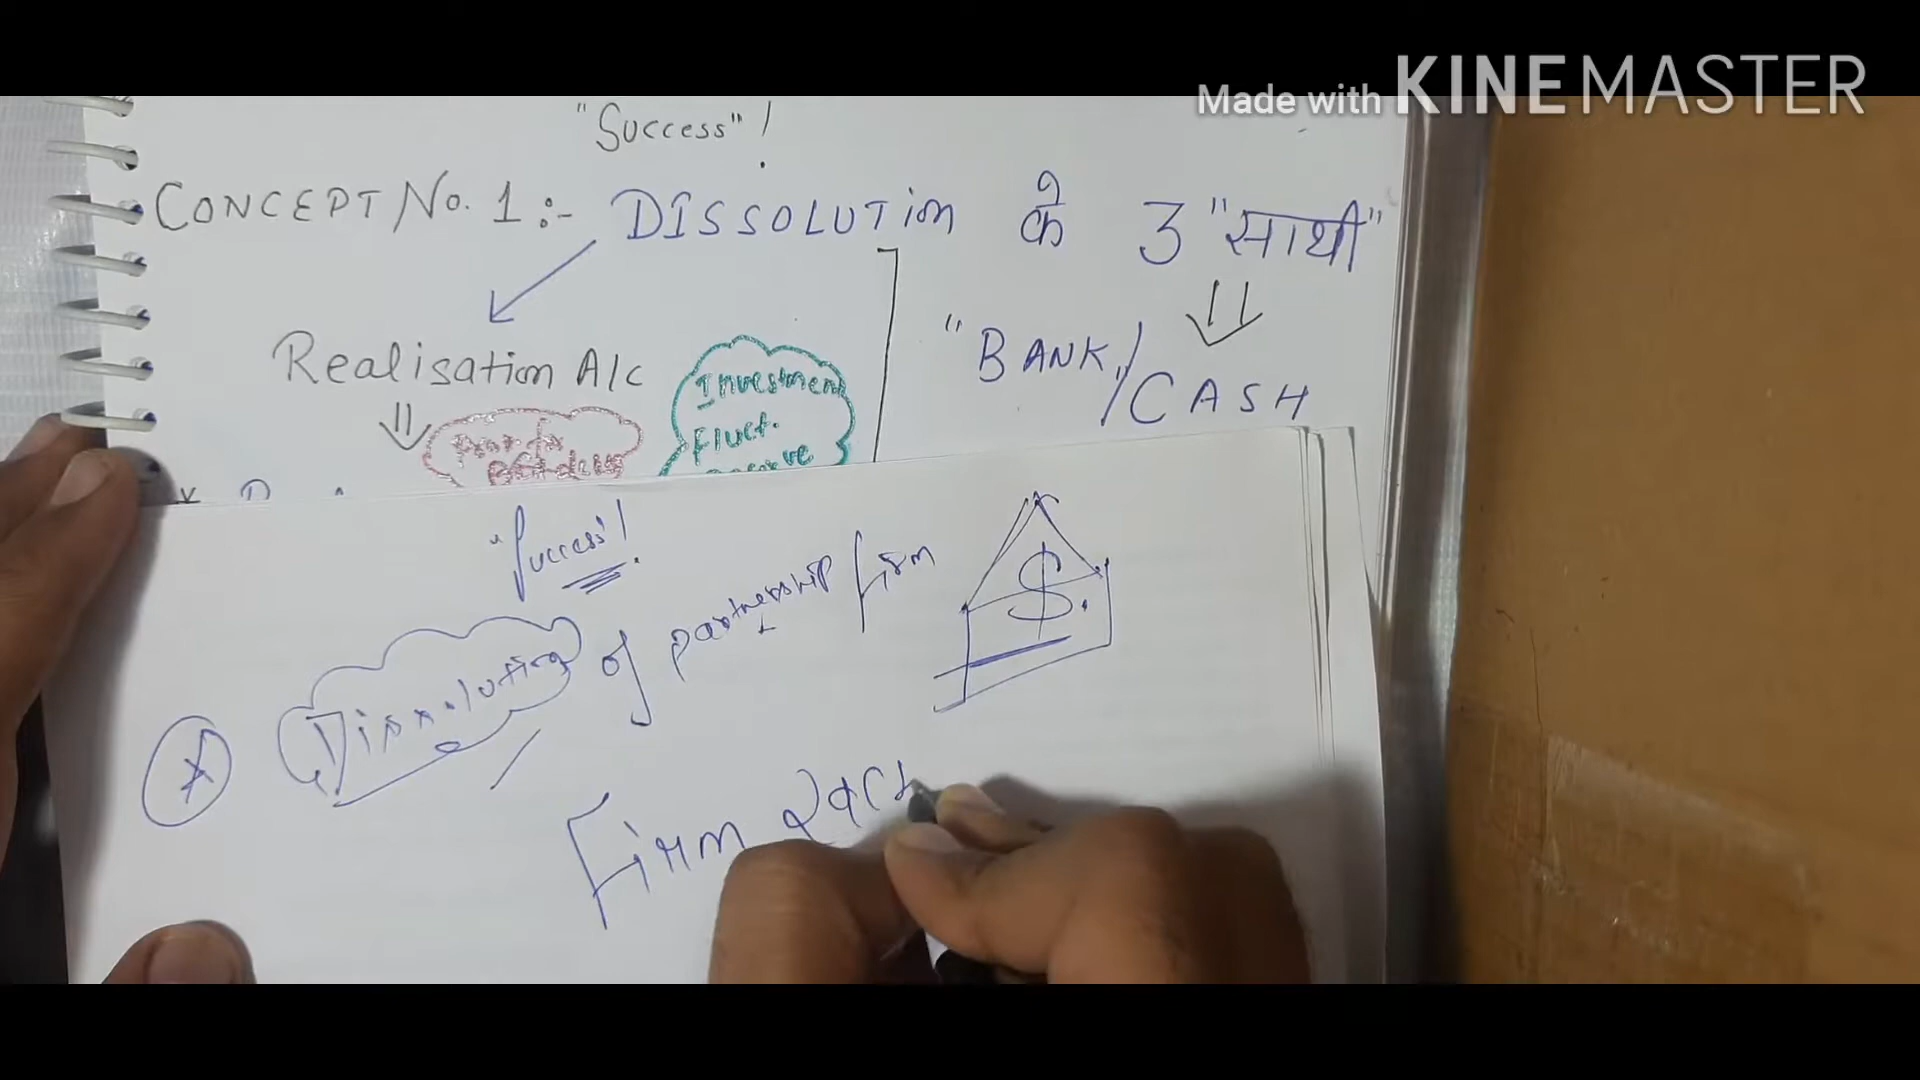 Made with KINEMASTER
"Success"!
CONCEPT No. 1:- DISSOLUTION के 3 "साथी"
Realisation A/c
"BANK/
CASH
Investment
Fluct.
"Success"!
Dissolution of partnership firm
$
Firm